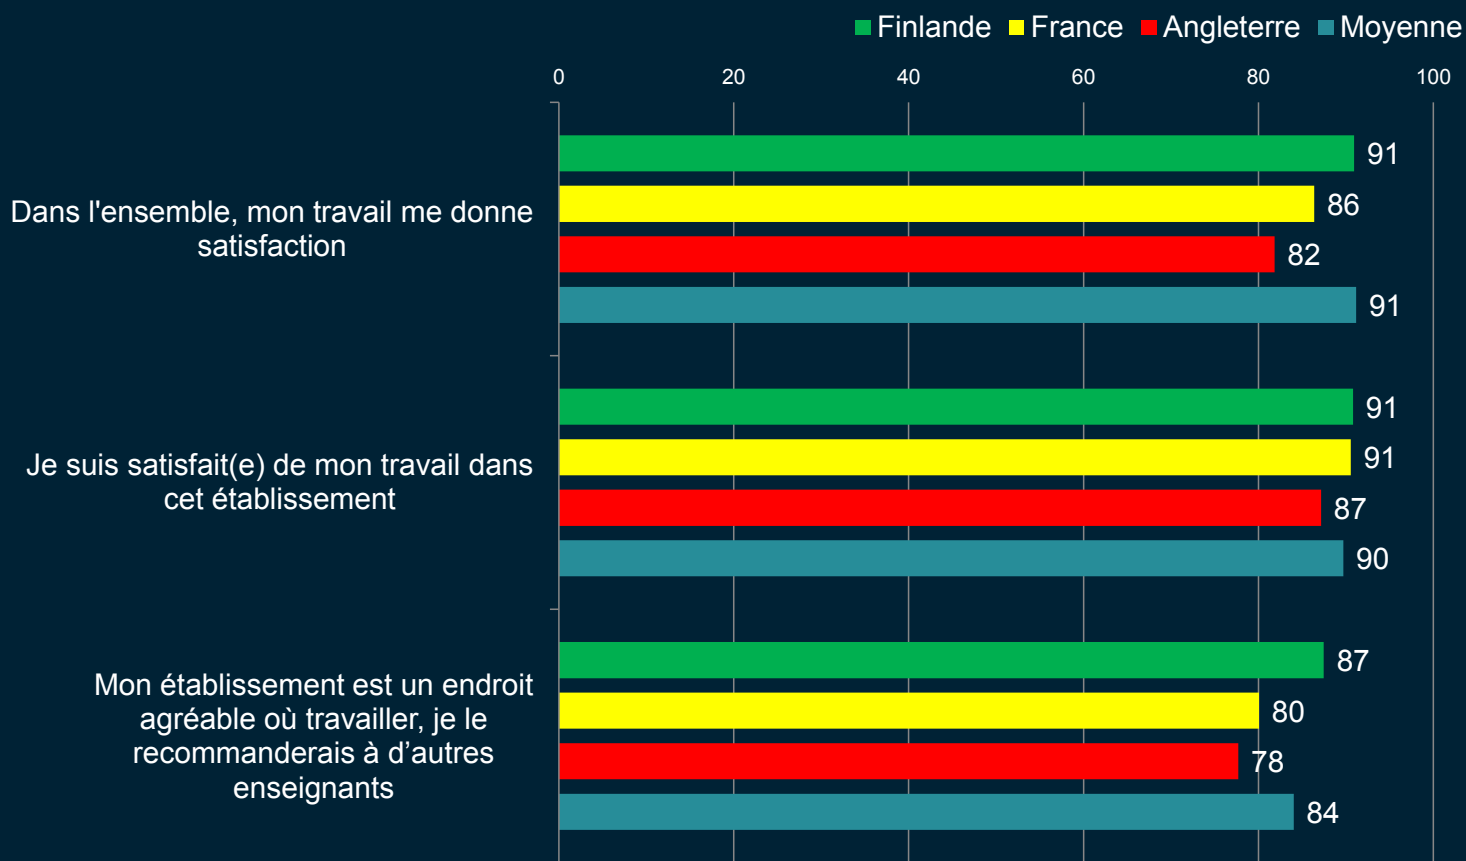 Finlande France Angleterre Moyenne
0 20 40 60 80 100
Dans l'ensemble, mon travail me donne
satisfaction
91
86
82
91
Je suis satisfait(e) de mon travail dans
cet établissement
91
91
87
90
Mon établissement est un endroit
agréable où travailler, je le
recommanderais à d’autres
enseignants
87
80
78
84